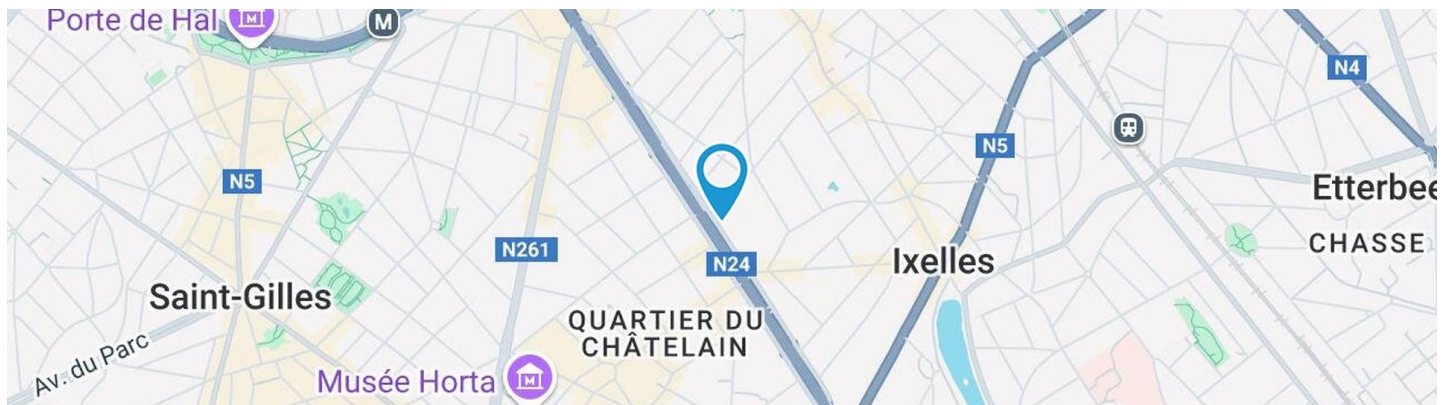 Porte de Hal
M
N4
N5
N5
Etterbee
N261
N24
Ixelles
CHASSE
Saint-Gilles
QUARTIER DU
CHÂTELAIN
Av. du Parc
Musée Horta